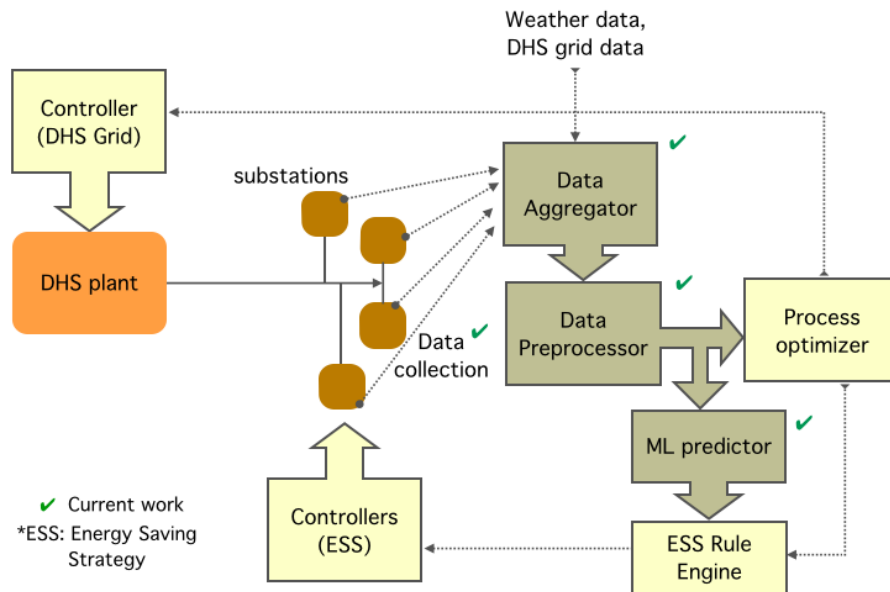 Weather data,
DHS grid data
Controller
(DHS Grid)
substations
Data
Aggregator
DHS plant
Data
Preprocessor
Process
optimizer
Data ✔
collection
ML predictor
✔ Current work
*ESS: Energy Saving
Strategy
Controllers
(ESS)
ESS Rule
Engine